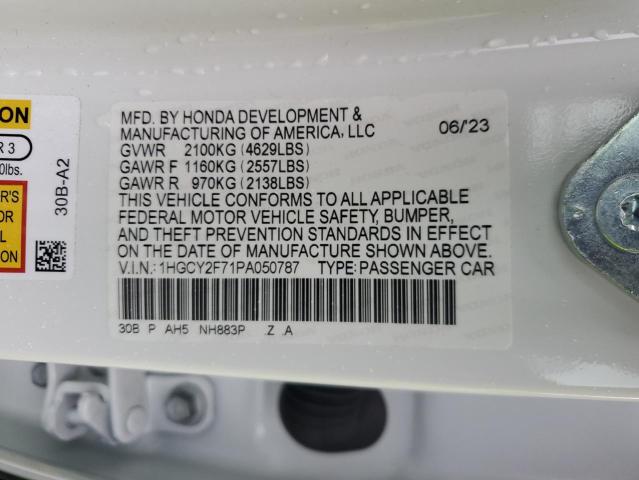 ION
R 3
0lbs.
R'S
OR
L
30B-A2
MFD. BY HONDA DEVELOPMENT &
MANUFACTURING OF AMERICA, LLC 06/23
GVWR 2100KG (4629LBS)
GAWR F 1160KG (2557LBS)
GAWR R 970KG (2138LBS)
THIS VEHICLE CONFORMS TO ALL APPLICABLE
FEDERAL MOTOR VEHICLE SAFETY, BUMPER,
AND THEFT PREVENTION STANDARDS IN EFFECT
ON THE DATE OF MANUFACTURE SHOWN ABOVE.
V.I.N.:1HGCY2F71PA050787 TYPE:PASSENGER CAR
30B P AH5 NH883P .Z .A